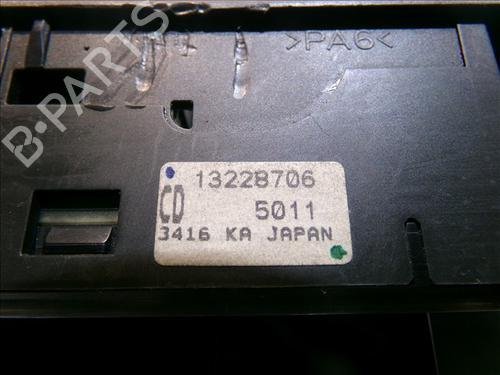 >PA6<
B-PARTS
13228706
CD 5011
3416 KA JAPAN